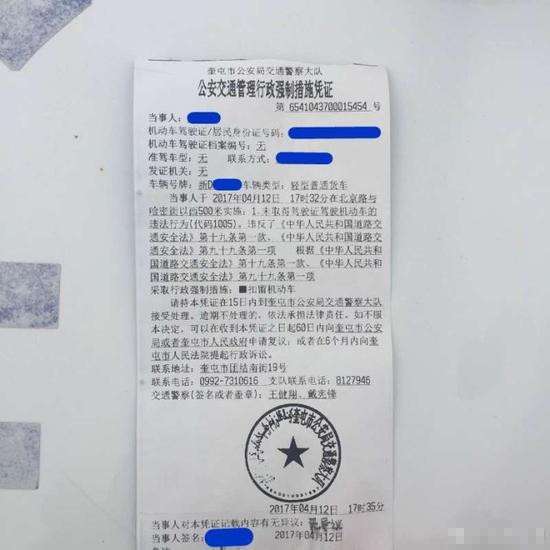 奎屯市公安局交通警察大队
公安交通管理行政强制措施凭证
第 6541043700015454 号
当事人：
机动车驾驶证/居民身份证号码：
机动车驾驶证档案编号：无
准驾车型：无 联系方式：
发证机关：无
车辆号牌：新D 车辆类型：轻型普通货车
当事人于 2017年04月12日 17时32分在北京路与
哈密街以西500米实施：1.未取得驾驶证驾驶机动车的
违法行为(代码1005)。违反了《中华人民共和国道路交
交通安全法》第十九条第一款、《中华人民共和国道路
交通安全法》第九十九条第一项 根据《中华人民共和
国道路交通安全法》第十九条第一款、《中华人民共和
国道路交通安全法》第九十九条第一项
采取行政强制措施：■扣留机动车
请持本凭证在15日内到奎屯市公安局交通警察大队
接受处理。逾期不处理的，依法承担法律责任。如不服
本决定，可以在收到本凭证之日起60日内向奎屯市公安
局或者奎屯市人民政府申请复议；或者在6个月内向奎
屯市人民法院提起行政诉讼。
联系地址：奎屯市团结南街19号
联系电话：0992-7310616 支队联系电话：8127946
交通警察(签名或者盖章)：王健翔、戴宪锋
奎屯市公安局交通警察大队
2017年04月12日 17时35分
当事人对本凭证记载内容有无异议：
当事人签名： 2017年04月12日